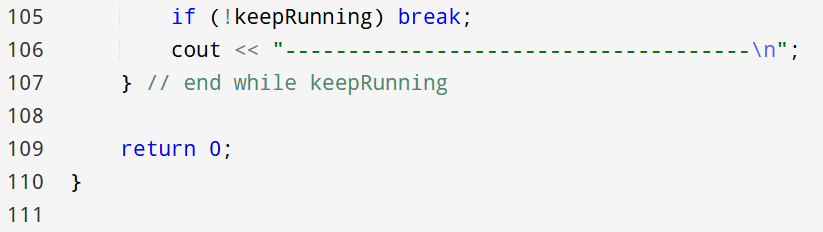 105 if (!keepRunning) break;
106 cout << "-------------------------------------\n";
107 } // end while keepRunning
108
109 return 0;
110 }
111